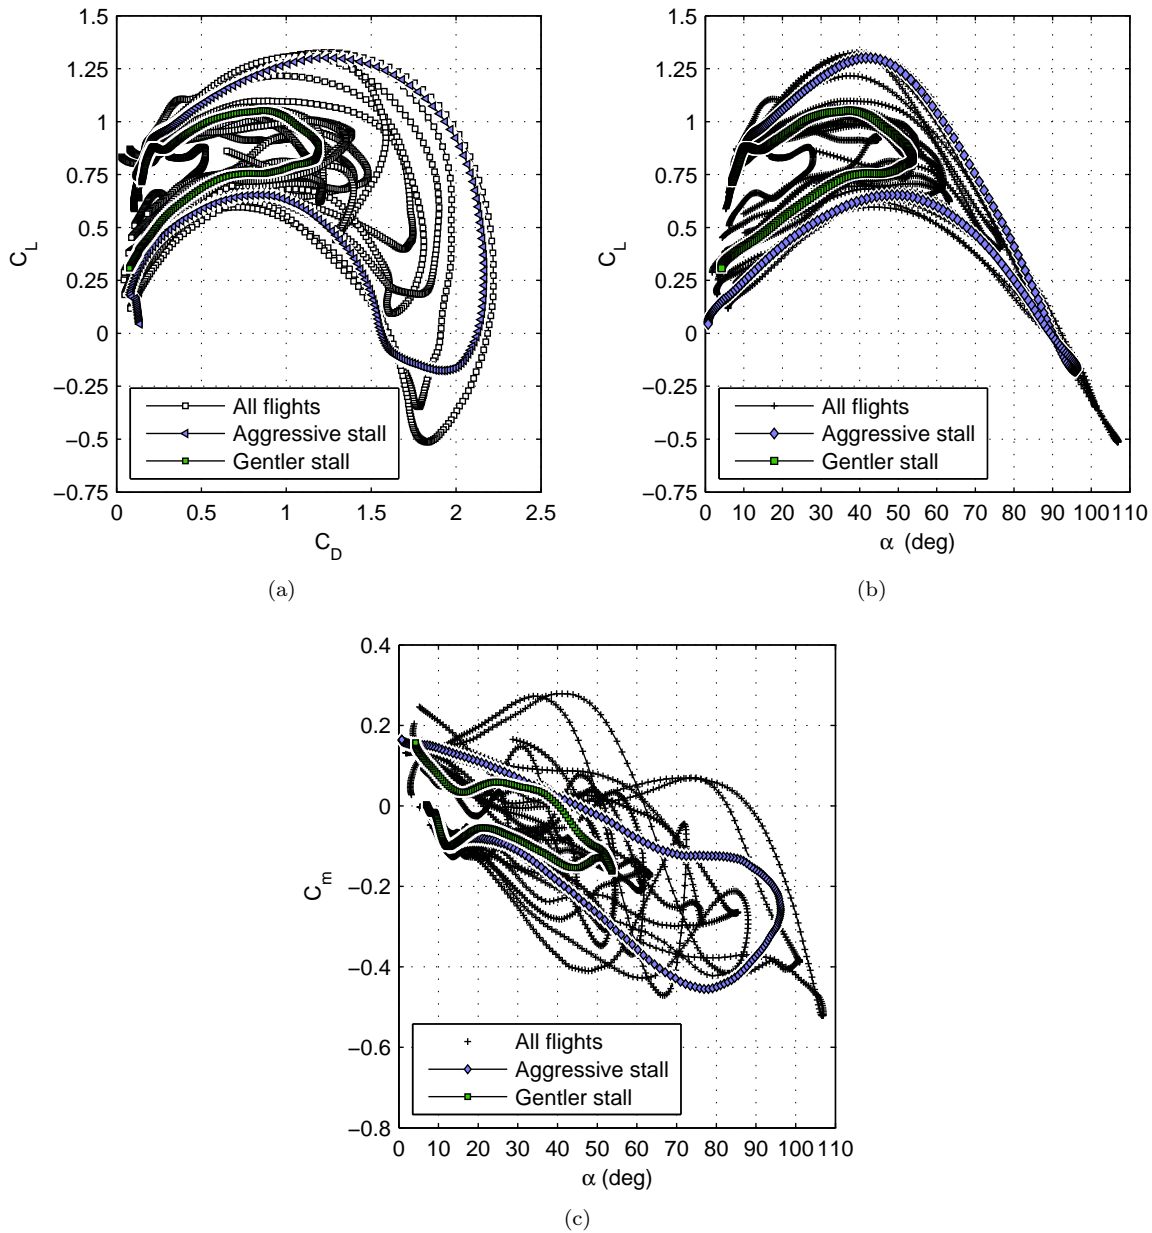 1.5
1.25
1
0.75
0.5
0.25
0
−0.25
−0.5
−0.75
C_L
All flights
Aggressive stall
Gentler stall
0 0.5 1 1.5 2 2.5
C_D
(a)
1.5
1.25
1
0.75
0.5
0.25
0
−0.25
−0.5
−0.75
C_L
All flights
Aggressive stall
Gentler stall
0 10 20 30 40 50 60 70 80 90 100 110
α (deg)
(b)
0.4
0.2
0
−0.2
−0.4
−0.6
−0.8
C_m
All flights
Aggressive stall
Gentler stall
0 10 20 30 40 50 60 70 80 90 100 110
α (deg)
(c)